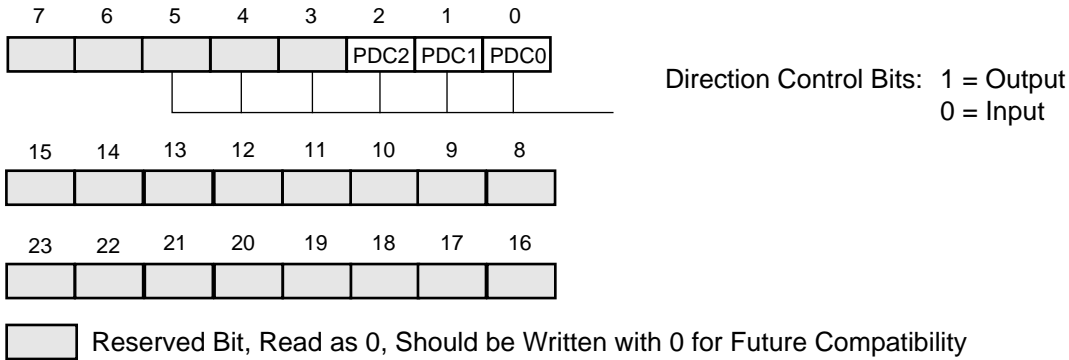 7 6 5 4 3 2 1 0
PDC2 PDC1 PDC0
Direction Control Bits: 1 = Output
0 = Input
15 14 13 12 11 10 9 8
23 22 21 20 19 18 17 16
Reserved Bit, Read as 0, Should be Written with 0 for Future Compatibility